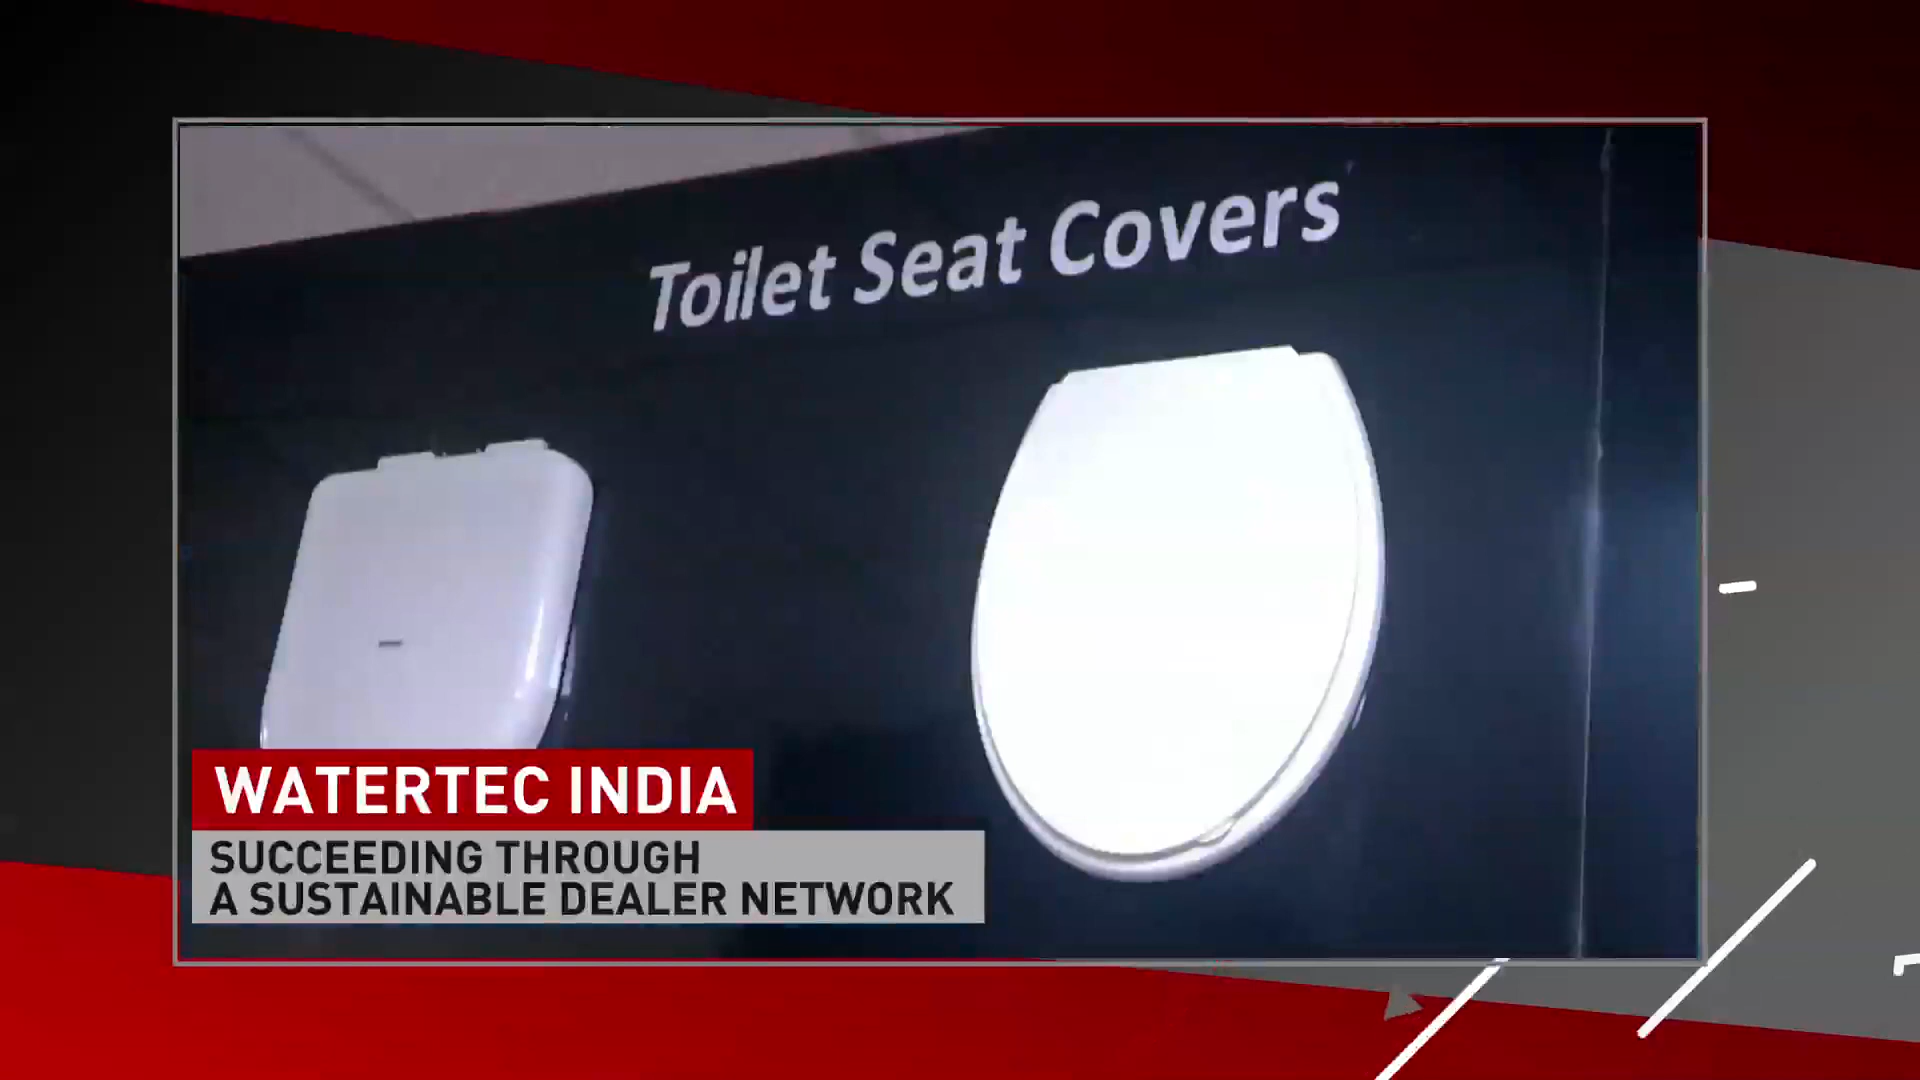 Toilet Seat Covers
WATERTEC INDIA
SUCCEEDING THROUGH
A SUSTAINABLE DEALER NETWORK